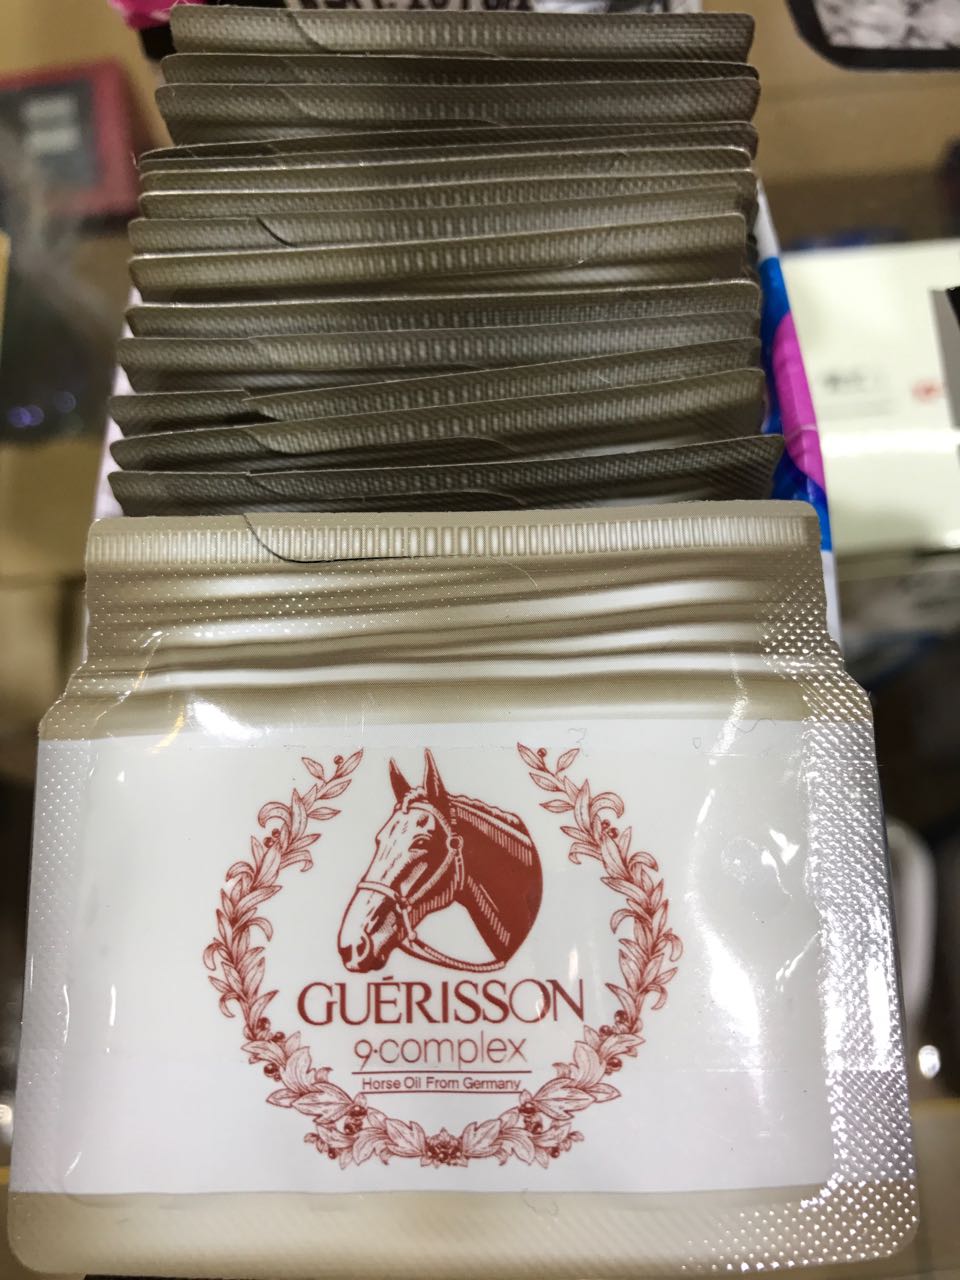 GUÉRISSON
9·complex
Horse Oil From Germany